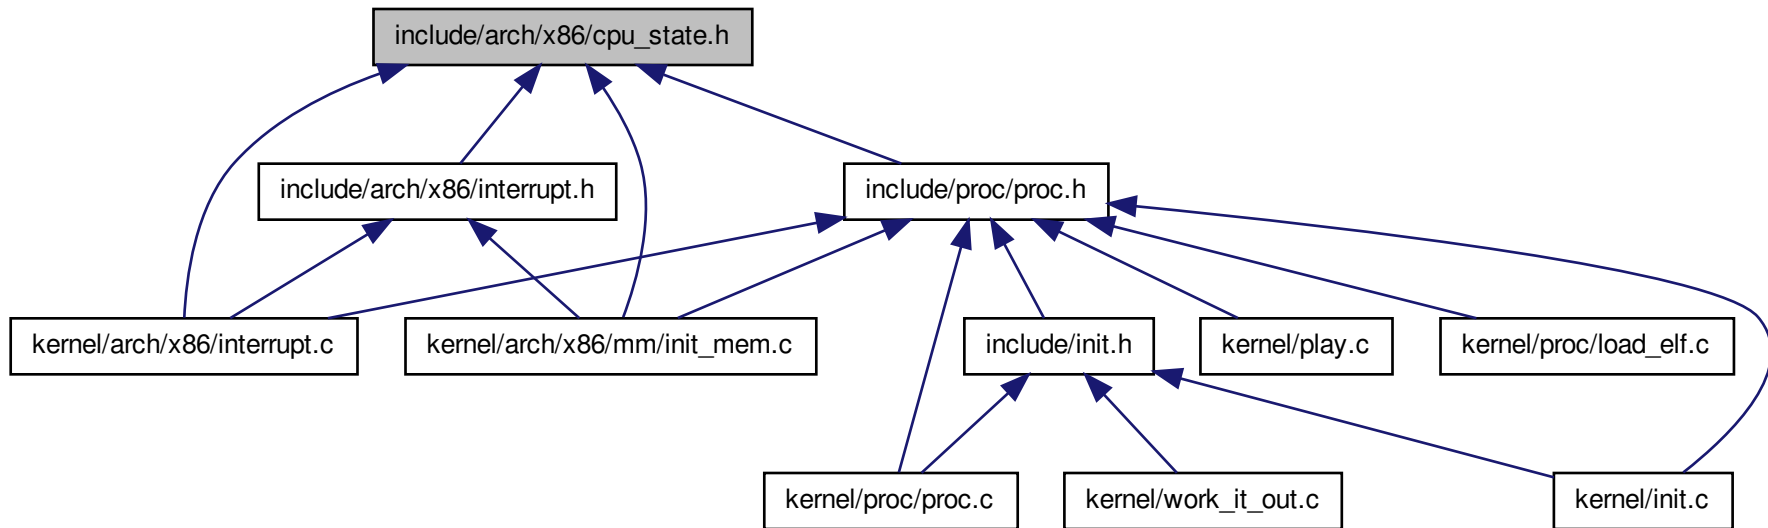 include/arch/x86/cpu_state.h
include/arch/x86/interrupt.h
include/proc/proc.h
kernel/arch/x86/interrupt.c
kernel/arch/x86/mm/init_mem.c
include/init.h
kernel/play.c
kernel/proc/load_elf.c
kernel/proc/proc.c
kernel/work_it_out.c
kernel/init.c